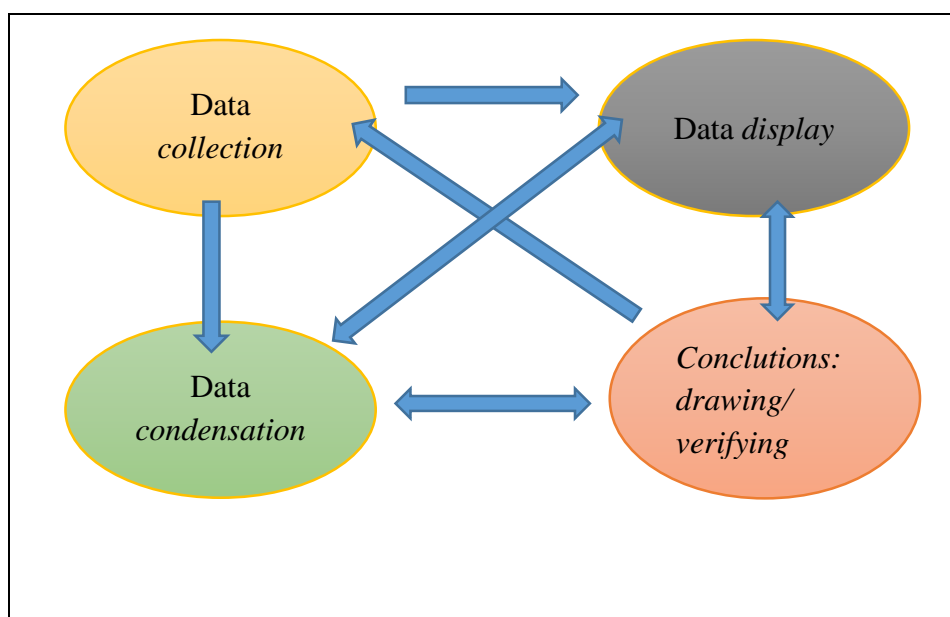 Data
collection
Data display
Data
condensation
Conclutions:
drawing/
verifying